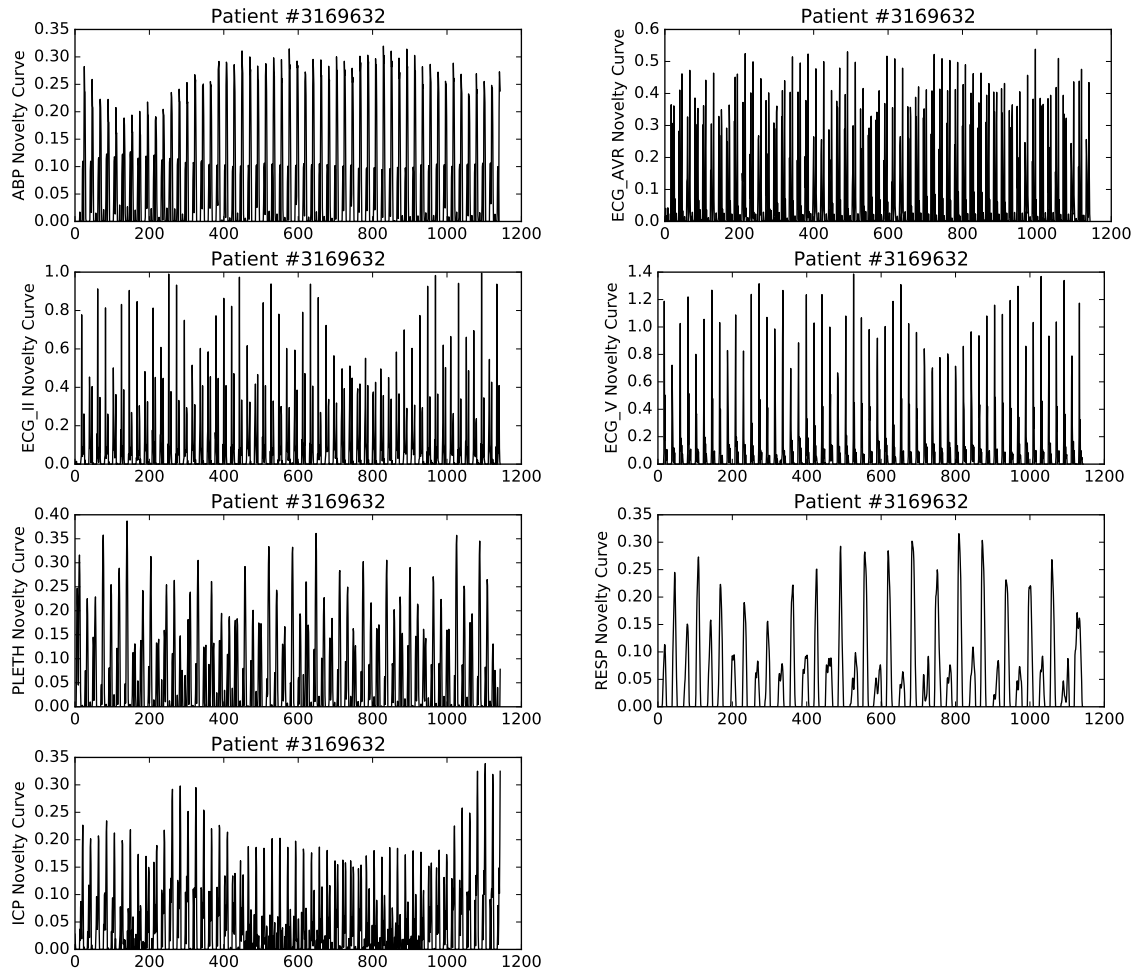 Patient #3169632
ABP Novelty Curve
0.35
0.30
0.25
0.20
0.15
0.10
0.05
0.00
0 200 400 600 800 1000 1200
Patient #3169632
ECG_AVR Novelty Curve
0.6
0.5
0.4
0.3
0.2
0.1
0.0
0 200 400 600 800 1000 1200
Patient #3169632
ECG_II Novelty Curve
1.0
0.8
0.6
0.4
0.2
0.0
0 200 400 600 800 1000 1200
Patient #3169632
ECG_V Novelty Curve
1.4
1.2
1.0
0.8
0.6
0.4
0.2
0.0
0 200 400 600 800 1000 1200
Patient #3169632
PLETH Novelty Curve
0.40
0.35
0.30
0.25
0.20
0.15
0.10
0.05
0.00
0 200 400 600 800 1000 1200
Patient #3169632
RESP Novelty Curve
0.35
0.30
0.25
0.20
0.15
0.10
0.05
0.00
0 200 400 600 800 1000 1200
Patient #3169632
ICP Novelty Curve
0.35
0.30
0.25
0.20
0.15
0.10
0.05
0.00
0 200 400 600 800 1000 1200